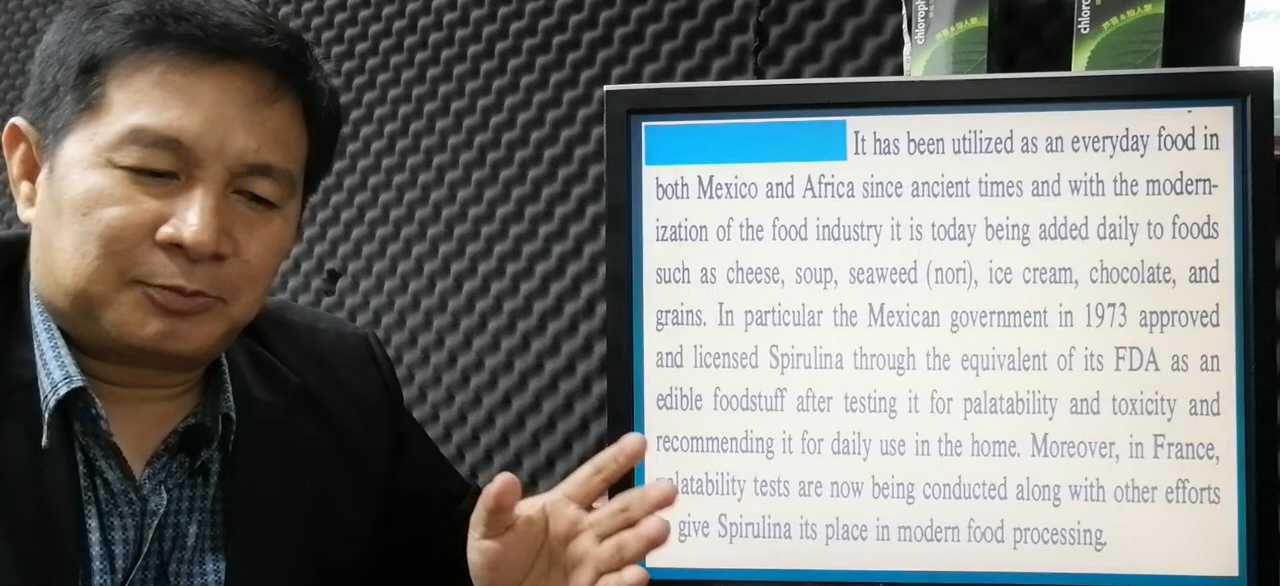 chlorop
chlorop
It has been utilized as an everyday food in
both Mexico and Africa since ancient times and with the modern-
ization of the food industry it is today being added daily to foods
such as cheese, soup, seaweed (nori), ice cream, chocolate, and
grains. In particular the Mexican government in 1973 approved
and licensed Spirulina through the equivalent of its FDA as an
edible foodstuff after testing it for palatability and toxicity and
recommending it for daily use in the home. Moreover, in France,
latability tests are now being conducted along with other efforts
give Spirulina its place in modern food processing.